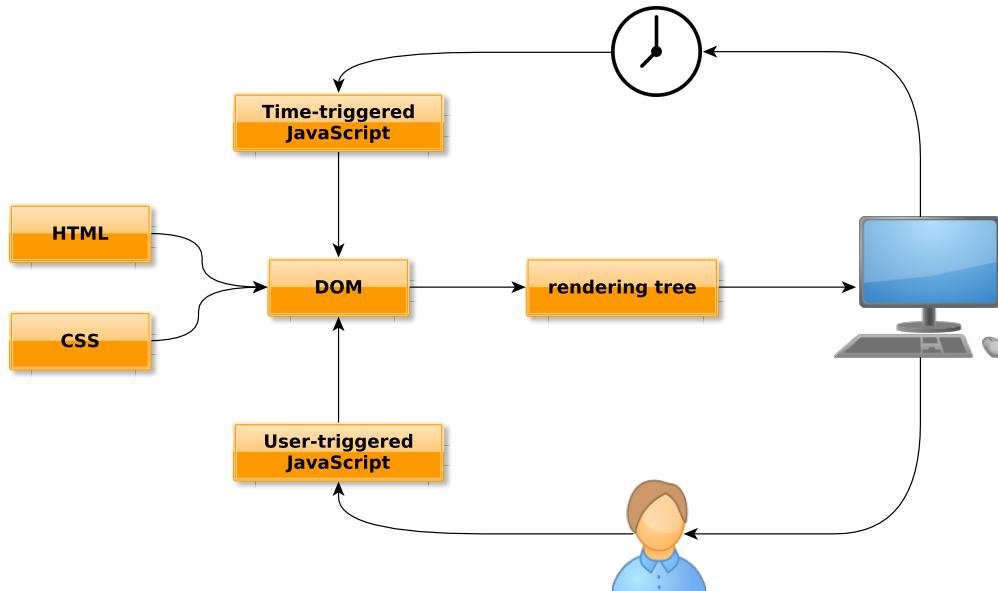 Time-triggered
JavaScript
HTML
DOM
rendering tree
CSS
User-triggered
JavaScript